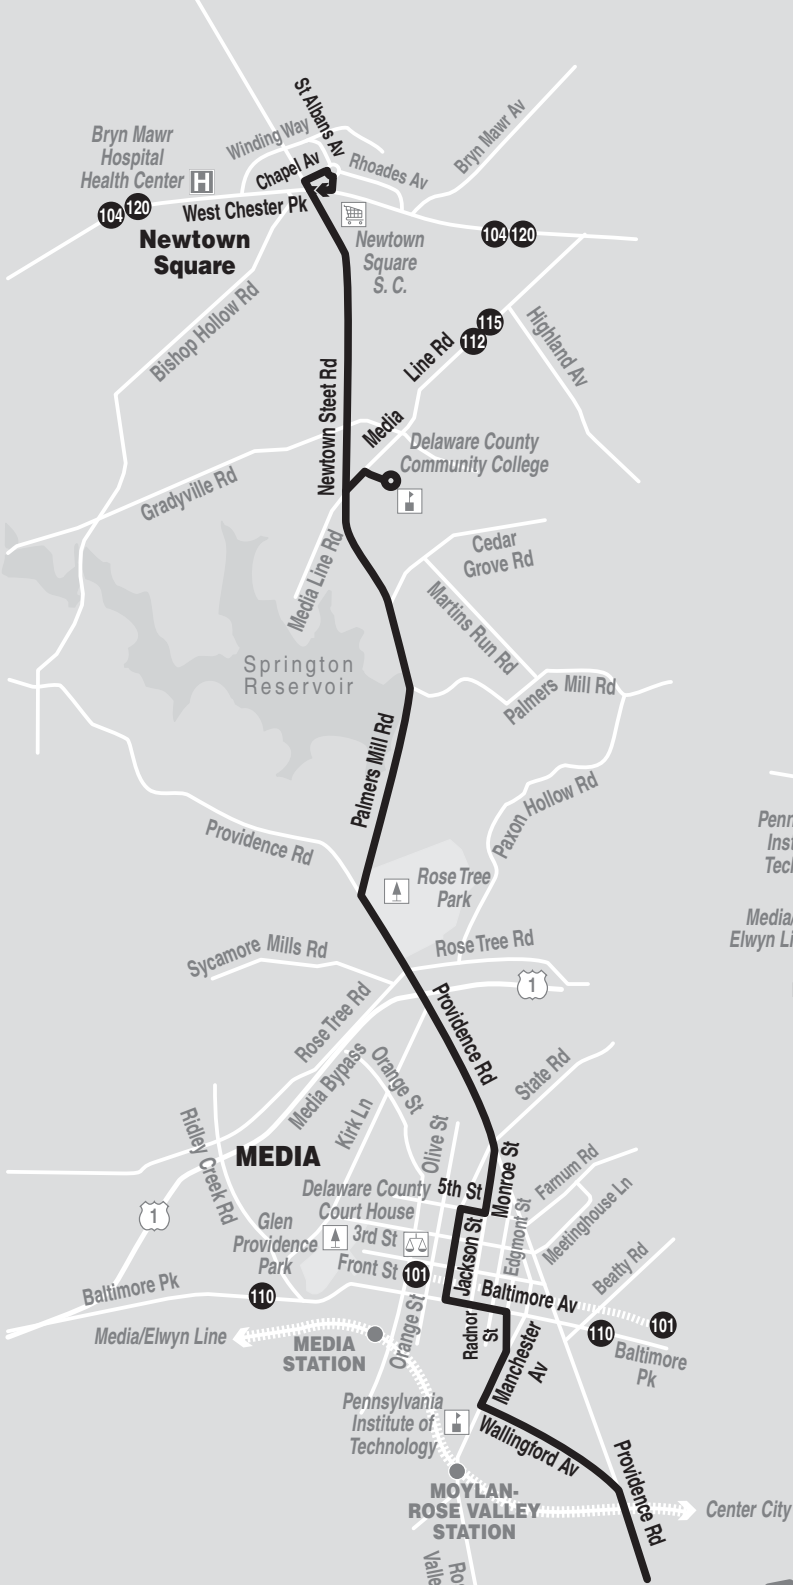 St Albans Av
Winding Way
Bryn Mawr
Hospital
Health Center
H
Chapel Av
Rhoades Av
Bryn Mawr Av
104
120
West Chester Pk
Newtown
Square
Newtown
Square
S. C.
104
120
Bishop Hollow Rd
115
112
Line Rd
Highland Av
Newtown Steet Rd
Media
Delaware County
Community College
Gradyville Rd
Media Line Rd
Cedar
Grove Rd
Martins Run Rd
Springton
Reservoir
Palmers
Mill Rd
Palmers Mill Rd
Paxon Hollow Rd
Providence Rd
Rose Tree
Park
Penn
Inst
Tech
Media/
Elwyn Li
Sycamore Mills Rd
Rose Tree Rd
1
Rose Tree Rd
Providence Rd
Media Bypass
Orange St
State Rd
Kirk Ln
Olive St
Ridley Creek Rd
MEDIA
Monroe St
5th St
Farnum Rd
Delaware County
Court House
1
Glen
Providence
Park
3rd St
Jackson St
Edgmont St
Meetinghouse Ln
Front St
101
Beatty Rd
Baltimore Pk
110
Baltimore Av
Orange St
Radnor
St
101
110
Media/Elwyn Line
MEDIA
STATION
Manchester
Av
Baltimore
Pk
Pennsylvania
Institute of
Technology
Wallingford Av
Providence Rd
MOYLAN-
ROSE VALLEY
STATION
Center City
Valle
Ro